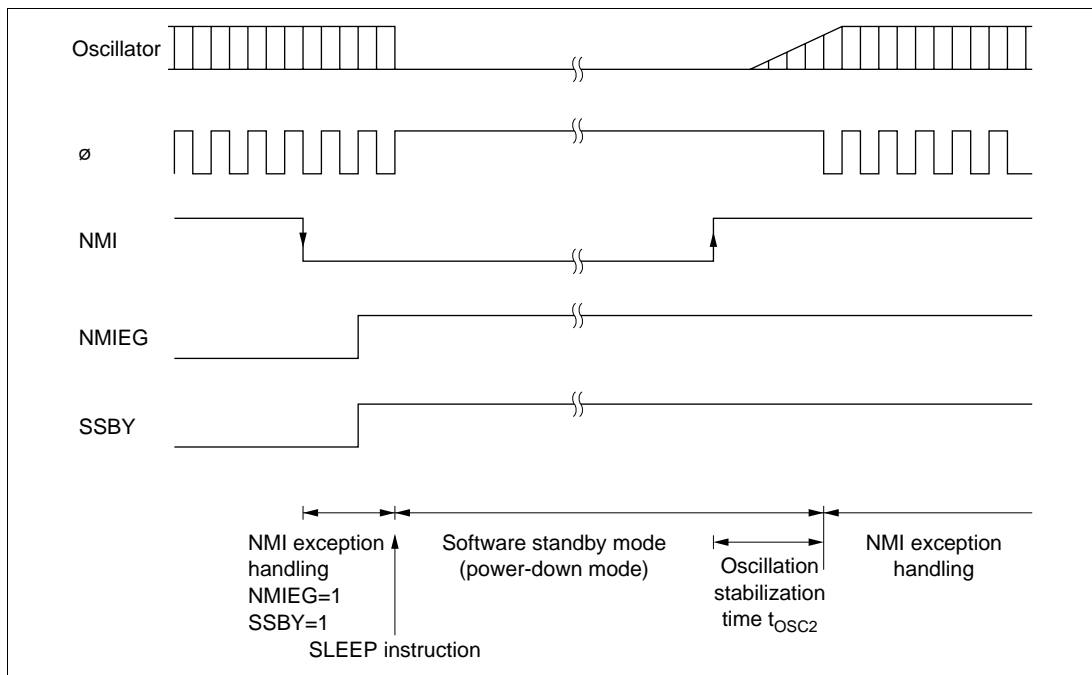 Oscillator
ø
NMI
NMIEG
SSBY
NMI exception
handling
NMIEG=1
SSBY=1
SLEEP instruction
Software standby mode
(power-down mode)
Oscillation
stabilization
time tOSC2
NMI exception
handling